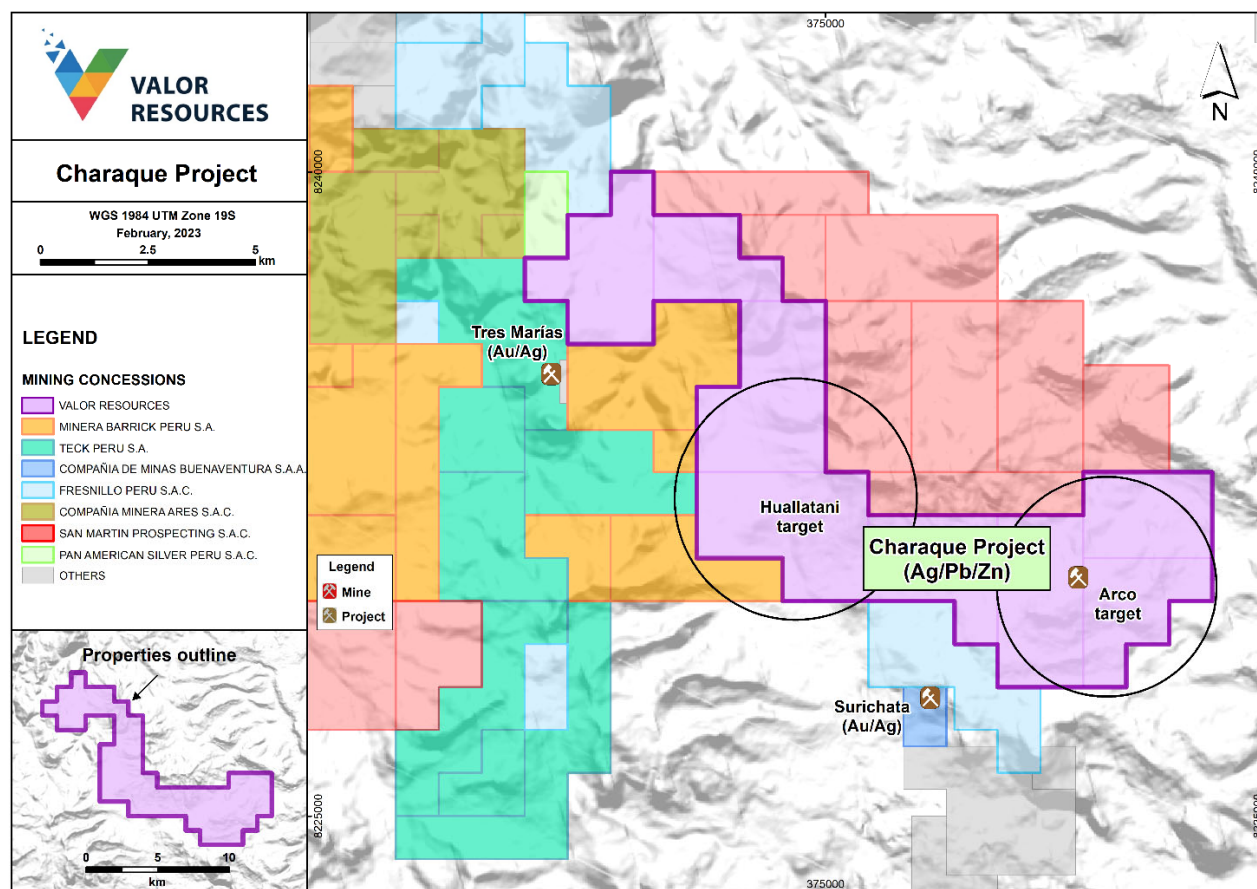 VALOR
RESOURCES
Charaque Project
WGS 1984 UTM Zone 19S
February, 2023
0 2.5 5
km
LEGEND
MINING CONCESSIONS
VALOR RESOURCES
MINERA BARRICK PERU S.A.
TECK PERU S.A.
COMPAÑIA DE MINAS BUENAVENTURA S.A.A.
FRESNILLO PERU S.A.C.
COMPAÑIA MINERA ARES S.A.C.
SAN MARTIN PROSPECTING S.A.C.
PAN AMERICAN SILVER PERU S.A.C.
OTHERS
Properties outline
0 5 10
km
375000
N
8240000
8240000
Tres Marías
(Au/Ag)
Huallatani
target
Charaque Project
(Ag/Pb/Zn)
Arco
target
Legend
Mine
Project
Surichata
(Au/Ag)
8225000
8225000
375000